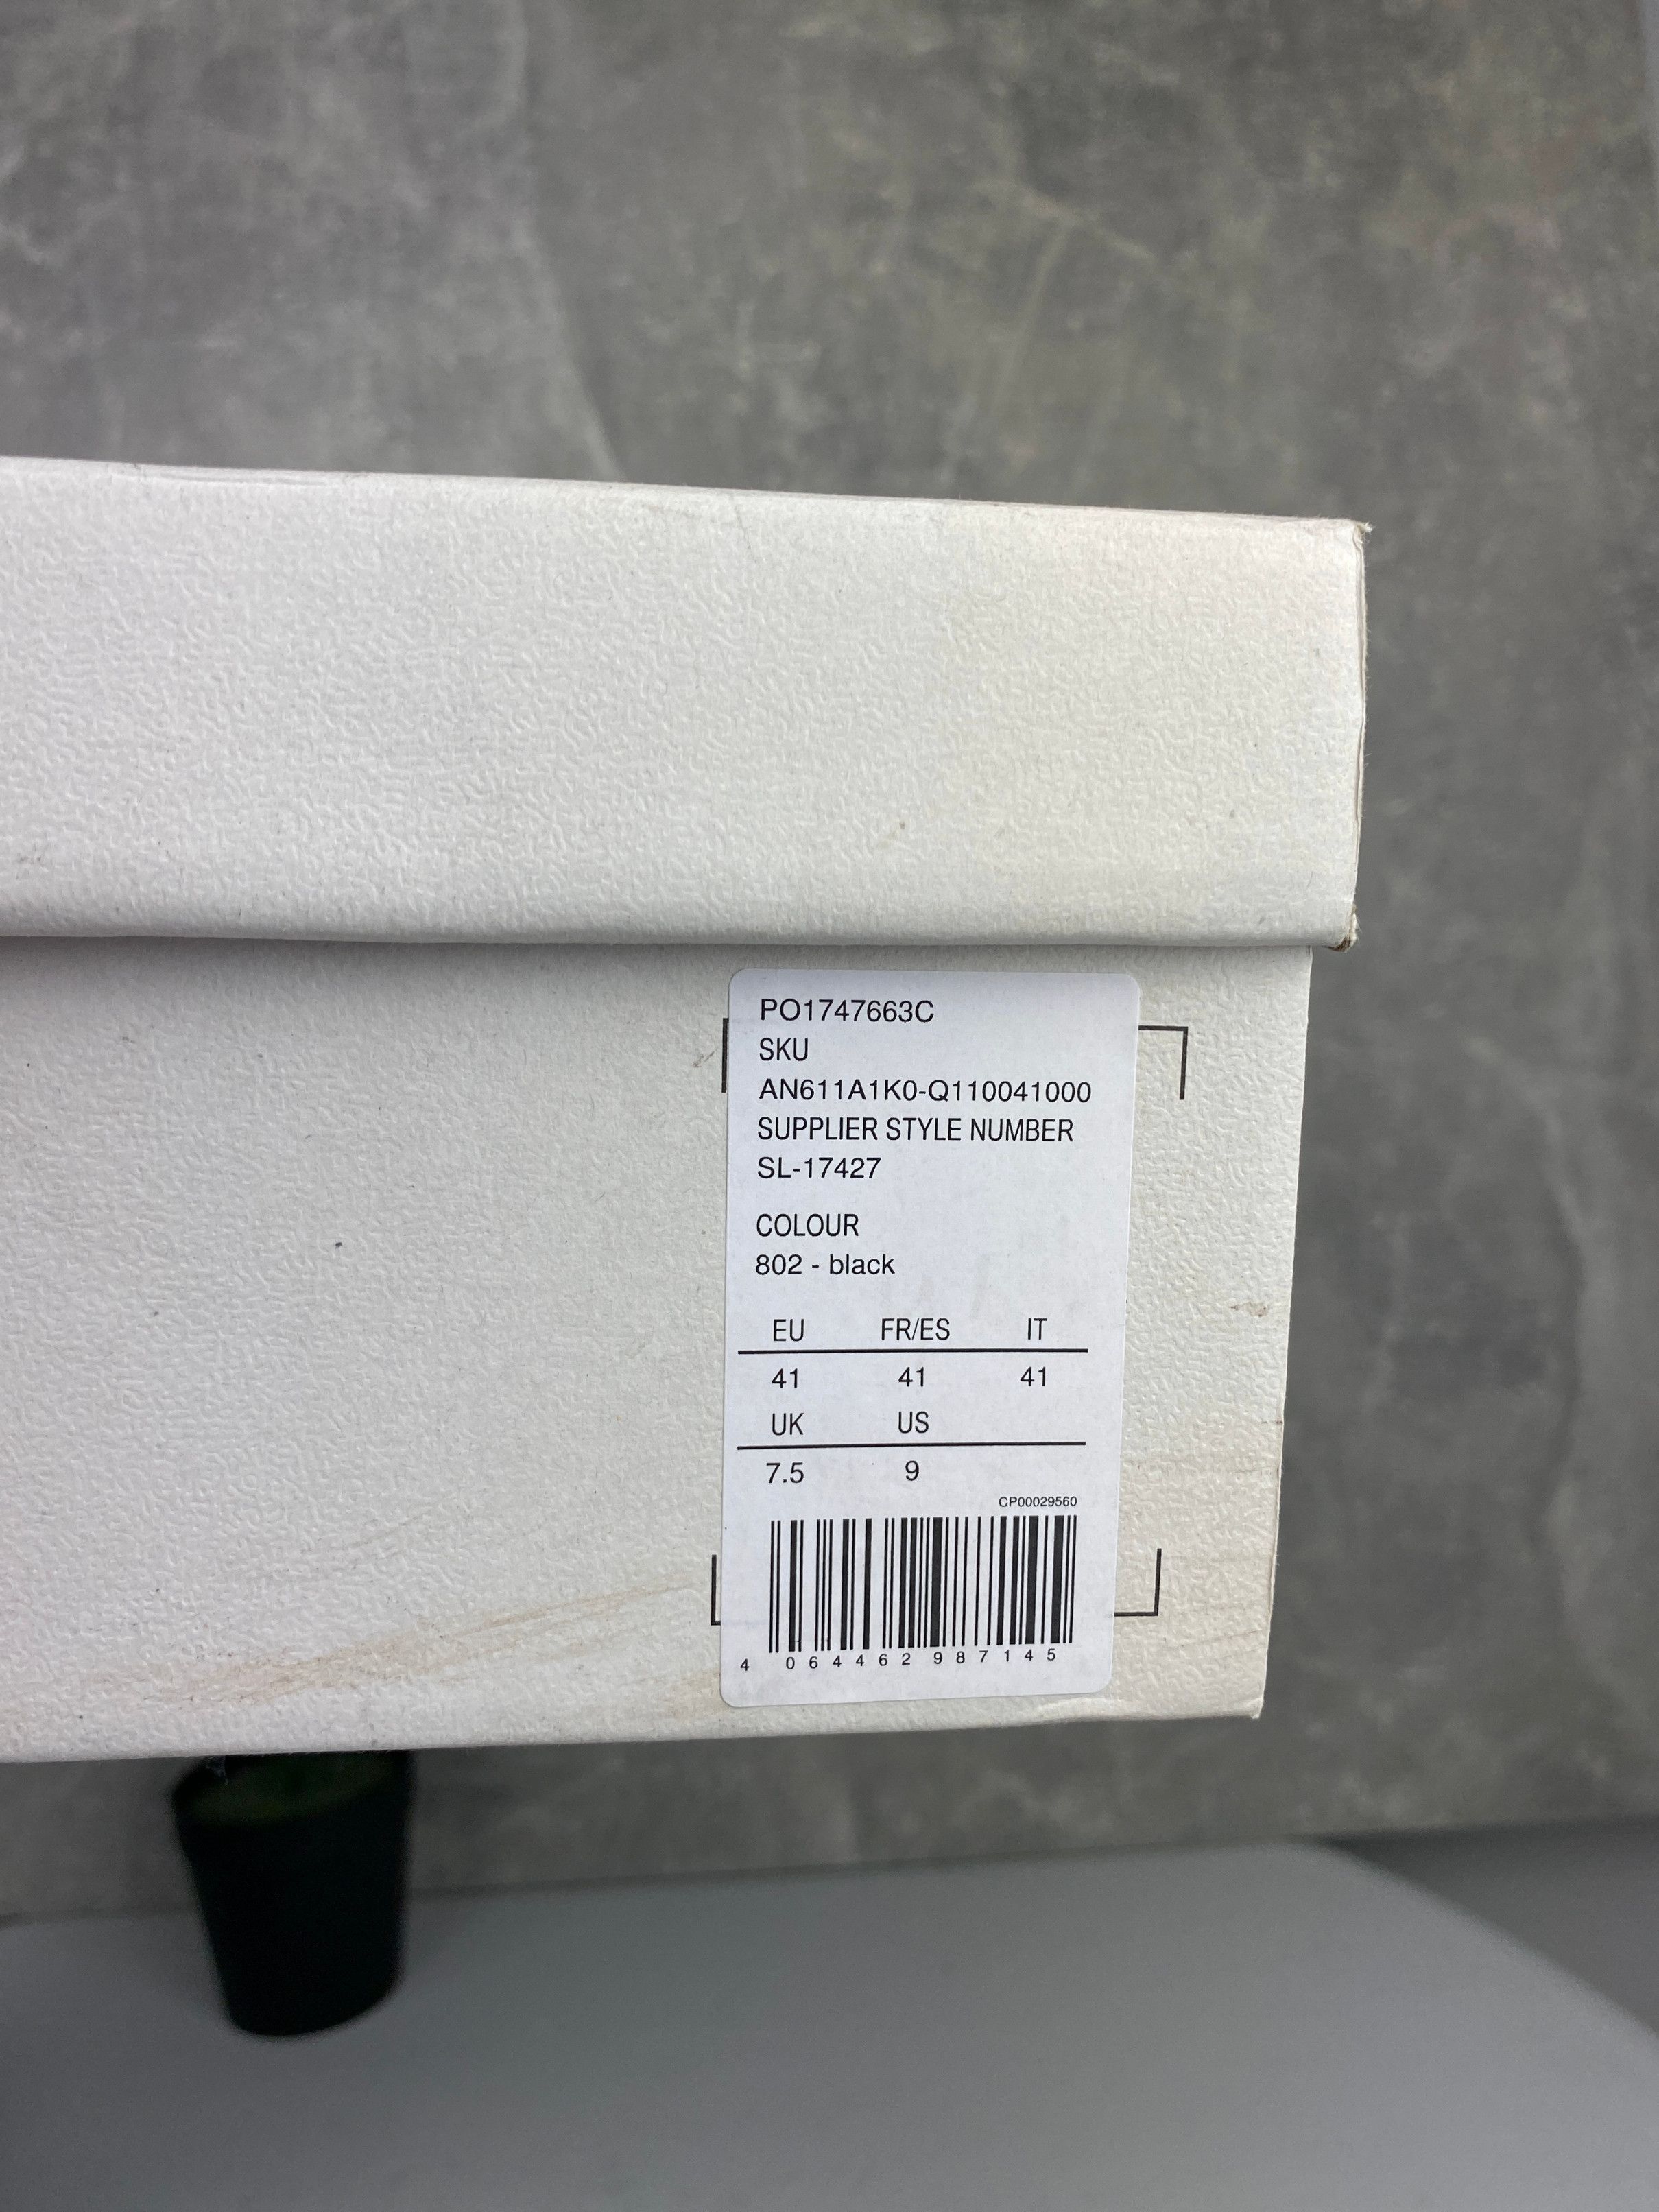 PO1747663C
SKU
AN611A1K0-Q110041000
SUPPLIER STYLE NUMBER
SL-17427
COLOUR
802 - black
EU FR/ES IT
41 41 41
UK US
7.5 9
CP00029560
4 064462 987145